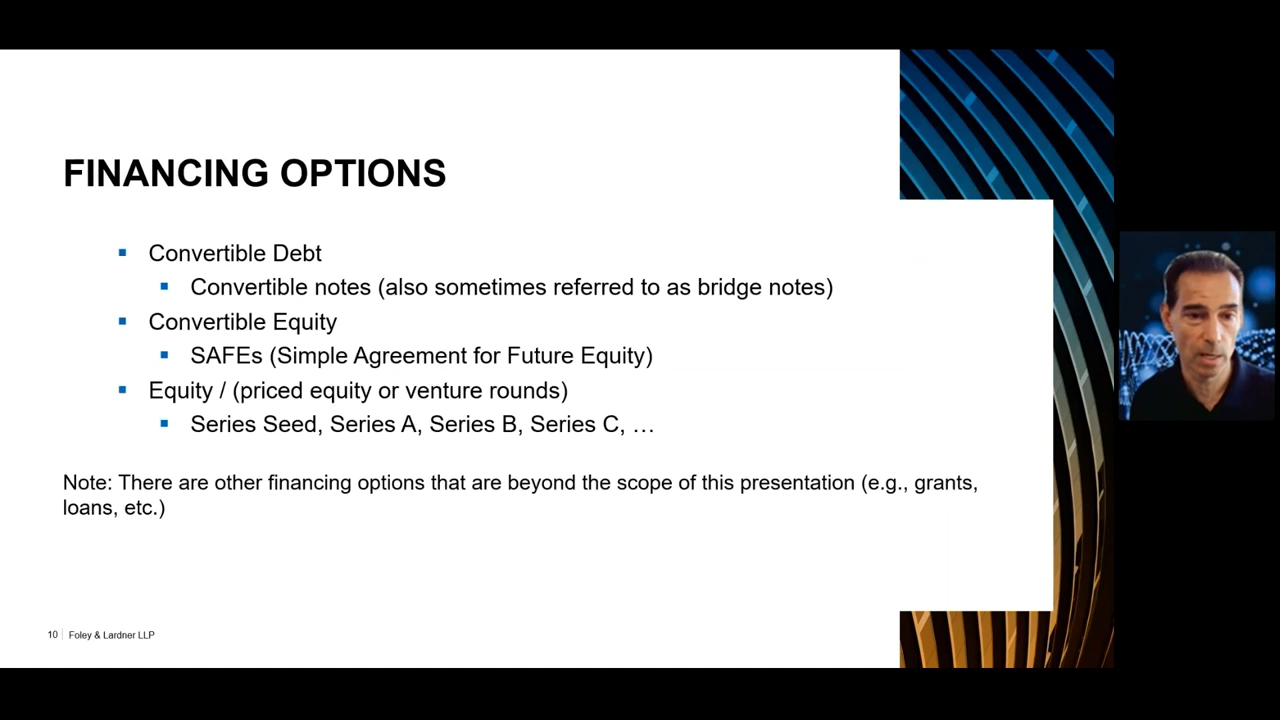 FINANCING OPTIONS
Convertible Debt
Convertible notes (also sometimes referred to as bridge notes)
Convertible Equity
SAFEs (Simple Agreement for Future Equity)
Equity / (priced equity or venture rounds)
Series Seed, Series A, Series B, Series C, …
Note: There are other financing options that are beyond the scope of this presentation (e.g., grants,
loans, etc.)
10 Foley & Lardner LLP